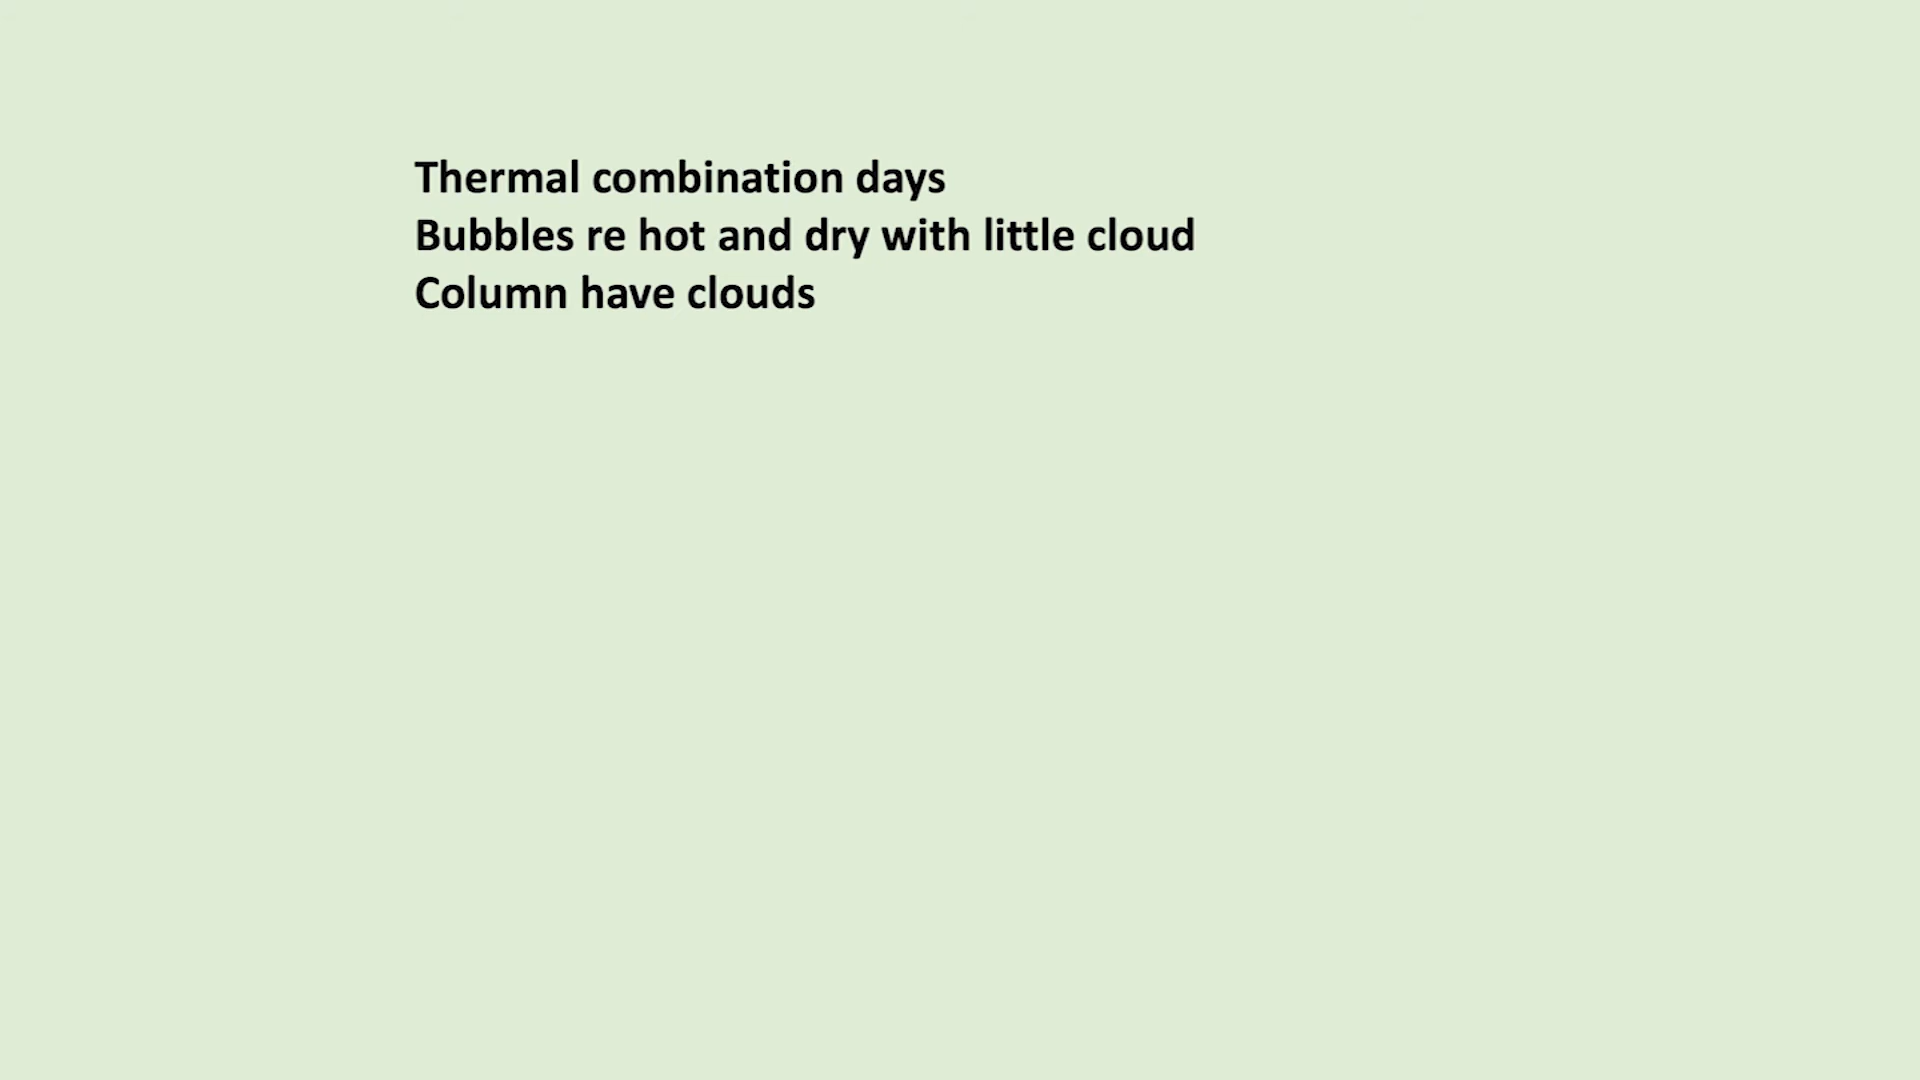 Thermal combination days
Bubbles re hot and dry with little cloud
Column have clouds